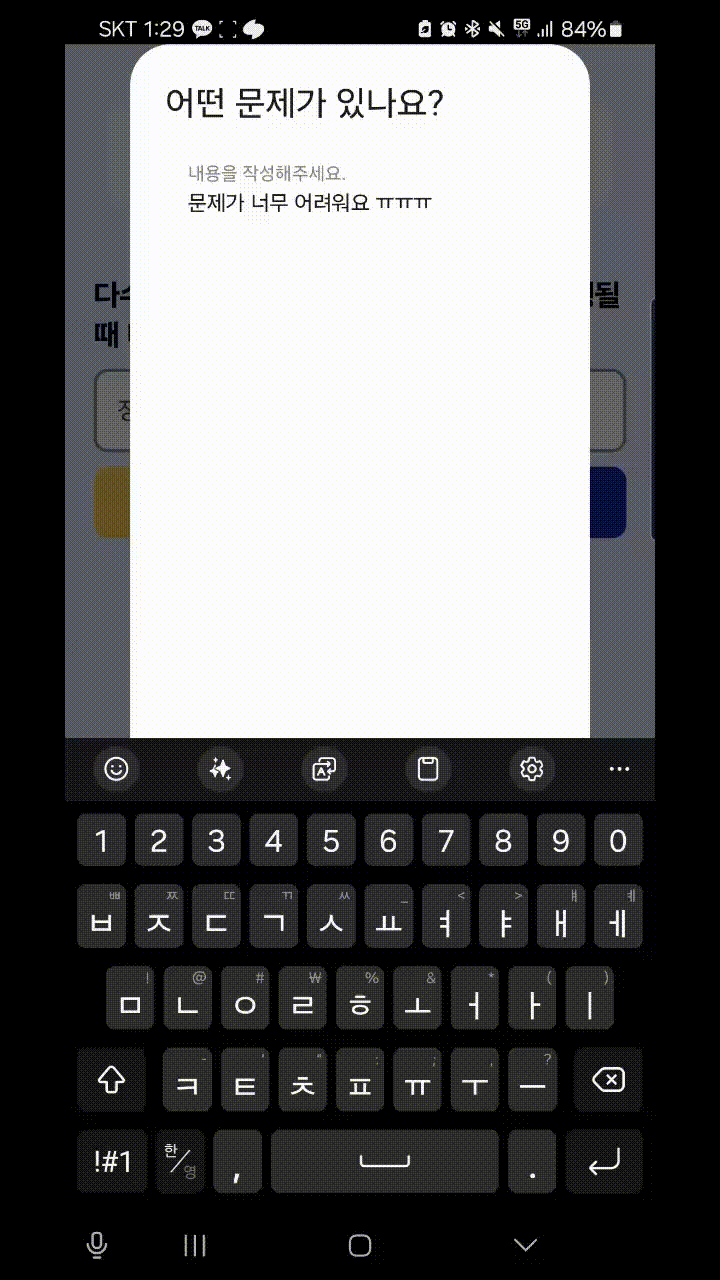 SKT 1:29 TALK 5G 84%
어떤 문제가 있나요?
내용을 작성해주세요.
문제가 너무 어려워요 ㅠㅠㅠ
될
때
A
1 2 3 4 5 6 7 8 9 0
ㅃ ㅉ ㄸ ㄲ ㅆ _ < > ㅒ ㅖ
ㅂ ㅈ ㄷ ㄱ ㅅ ㅛ ㅕ ㅑ ㅐ ㅔ
! @ # ₩ % & * ( )
ㅁ ㄴ ㅇ ㄹ ㅎ ㅗ ㅓ ㅏ ㅣ
- ' " : ; , ?
ㅋ ㅌ ㅊ ㅍ ㅠ ㅜ ㅡ
!#1 한/영 , .